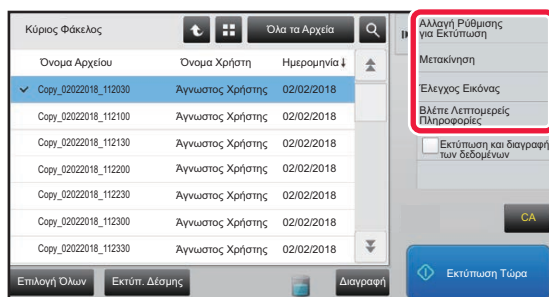 Κύριος Φάκελος
Όλα τα Αρχεία
Όνομα Αρχείου Όνομα Χρήστη Ημερομηνία
Copy_02022018_112030 Άγνωστος Χρήστης 02/02/2018
Copy_02022018_112100 Άγνωστος Χρήστης 02/02/2018
Copy_02022018_112130 Άγνωστος Χρήστης 02/02/2018
Copy_02022018_112200 Άγνωστος Χρήστης 02/02/2018
Copy_02022018_112230 Άγνωστος Χρήστης 02/02/2018
Copy_02022018_112300 Άγνωστος Χρήστης 02/02/2018
Copy_02022018_112330 Άγνωστος Χρήστης 02/02/2018
Επιλογή Όλων Εκτύπ. Δέσμης Διαγραφή
Αλλαγή Ρύθμισης
για Εκτύπωση
Μετακίνηση
Έλεγχος Εικόνας
Βλέπε Λεπτομερείς
Πληροφορίες
Εκτύπωση και διαγραφή
των δεδομένων
CA
Εκτύπωση Τώρα